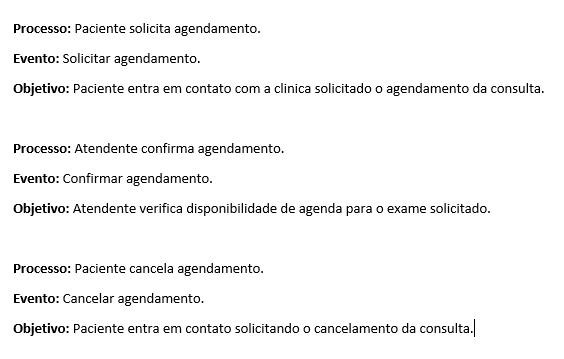 Processo: Paciente solicita agendamento.
Evento: Solicitar agendamento.
Objetivo: Paciente entra em contato com a clinica solicitado o agendamento da consulta.
Processo: Atendente confirma agendamento.
Evento: Confirmar agendamento.
Objetivo: Atendente verifica disponibilidade de agenda para o exame solicitado.
Processo: Paciente cancela agendamento.
Evento: Cancelar agendamento.
Objetivo: Paciente entra em contato solicitando o cancelamento da consulta.